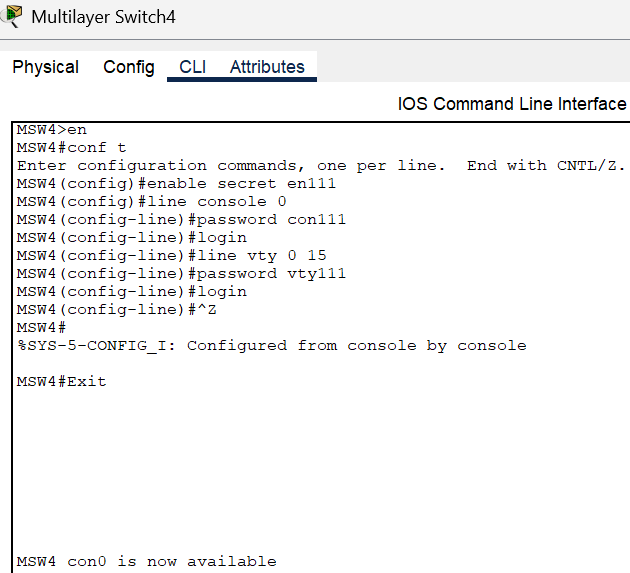 Multilayer Switch4
Physical Config CLI Attributes
IOS Command Line Interface
MSW4>en
MSW4#conf t
Enter configuration commands, one per line.  End with CNTL/Z.
MSW4(config)#enable secret en111
MSW4(config)#line console 0
MSW4(config-line)#password con111
MSW4(config-line)#login
MSW4(config-line)#line vty 0 15
MSW4(config-line)#password vty111
MSW4(config-line)#login
MSW4(config-line)#^Z
MSW4#
%SYS-5-CONFIG_I: Configured from console by console
MSW4#Exit
MSW4 con0 is now available